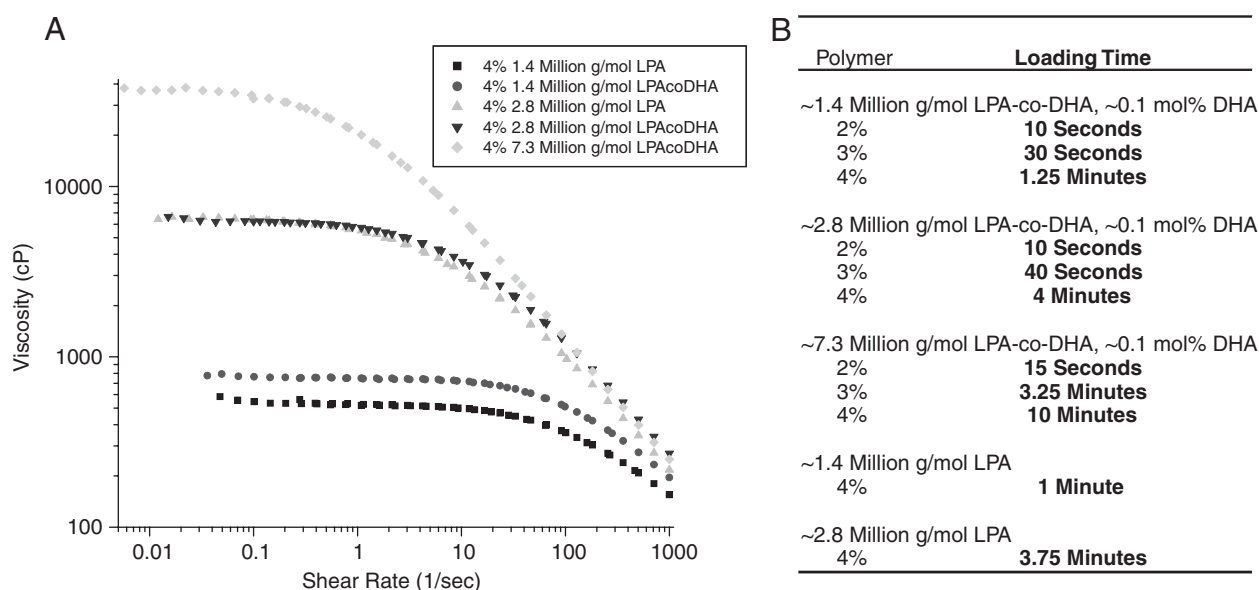 A
4% 1.4 Million g/mol LPA
4% 1.4 Million g/mol LPAcoDHA
4% 2.8 Million g/mol LPA
4% 2.8 Million g/mol LPAcoDHA
4% 7.3 Million g/mol LPAcoDHA
10000
1000
100
Viscosity (cP)
0.01 0.1 1 10 100 1000
Shear Rate (1/sec)
B
Polymer Loading Time
~1.4 Million g/mol LPA-co-DHA, ~0.1 mol% DHA
2% 10 Seconds
3% 30 Seconds
4% 1.25 Minutes
~2.8 Million g/mol LPA-co-DHA, ~0.1 mol% DHA
2% 10 Seconds
3% 40 Seconds
4% 4 Minutes
~7.3 Million g/mol LPA-co-DHA, ~0.1 mol% DHA
2% 15 Seconds
3% 3.25 Minutes
4% 10 Minutes
~1.4 Million g/mol LPA
4% 1 Minute
~2.8 Million g/mol LPA
4% 3.75 Minutes